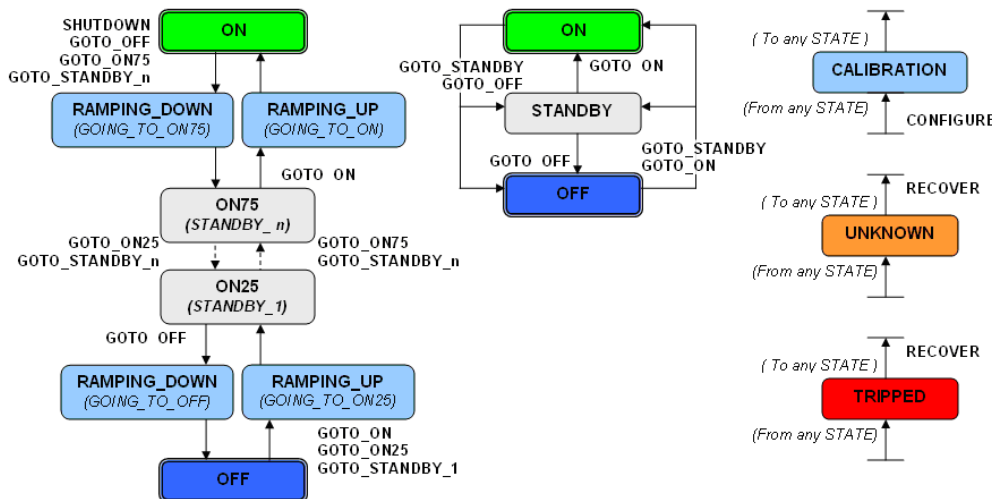 SHUTDOWN
GOTO_OFF
GOTO_ON75
GOTO_STANDBY_n
ON
RAMPING_DOWN
(GOING_TO_ON75)
RAMPING_UP
(GOING_TO_ON)
GOTO ON
ON75
(STANDBY_ n)
GOTO_ON25
GOTO_STANDBY_n
GOTO_ON75
GOTO_STANDBY_n
ON25
(STANDBY_1)
GOTO OFF
RAMPING_DOWN
(GOING_TO_OFF)
RAMPING_UP
(GOING_TO_ON25)
GOTO_ON
GOTO_ON25
GOTO_STANDBY_1
OFF
ON
GOTO_STANDBY
GOTO_OFF
GOTO ON
STANDBY
GOTO OFF
GOTO_STANDBY
GOTO_ON
OFF
( To any STATE )
CALIBRATION
(From any STATE)
CONFIGURE
RECOVER
( To any STATE )
UNKNOWN
(From any STATE)
RECOVER
( To any STATE )
TRIPPED
(From any STATE)